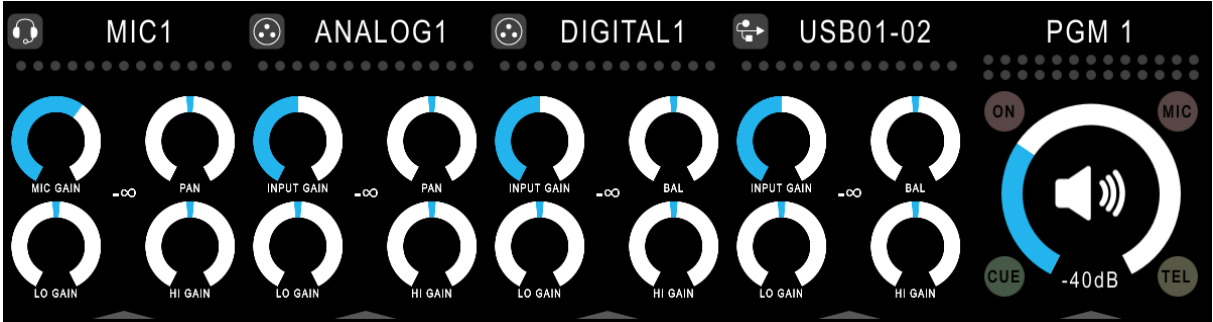 MIC1 ANALOG1 DIGITAL1 USB01-02 PGM 1
ON MIC
MIC GAIN -∞ PAN INPUT GAIN -∞ PAN INPUT GAIN -∞ BAL INPUT GAIN -∞ BAL
CUE -40dB TEL
LO GAIN HI GAIN LO GAIN HI GAIN LO GAIN HI GAIN LO GAIN HI GAIN